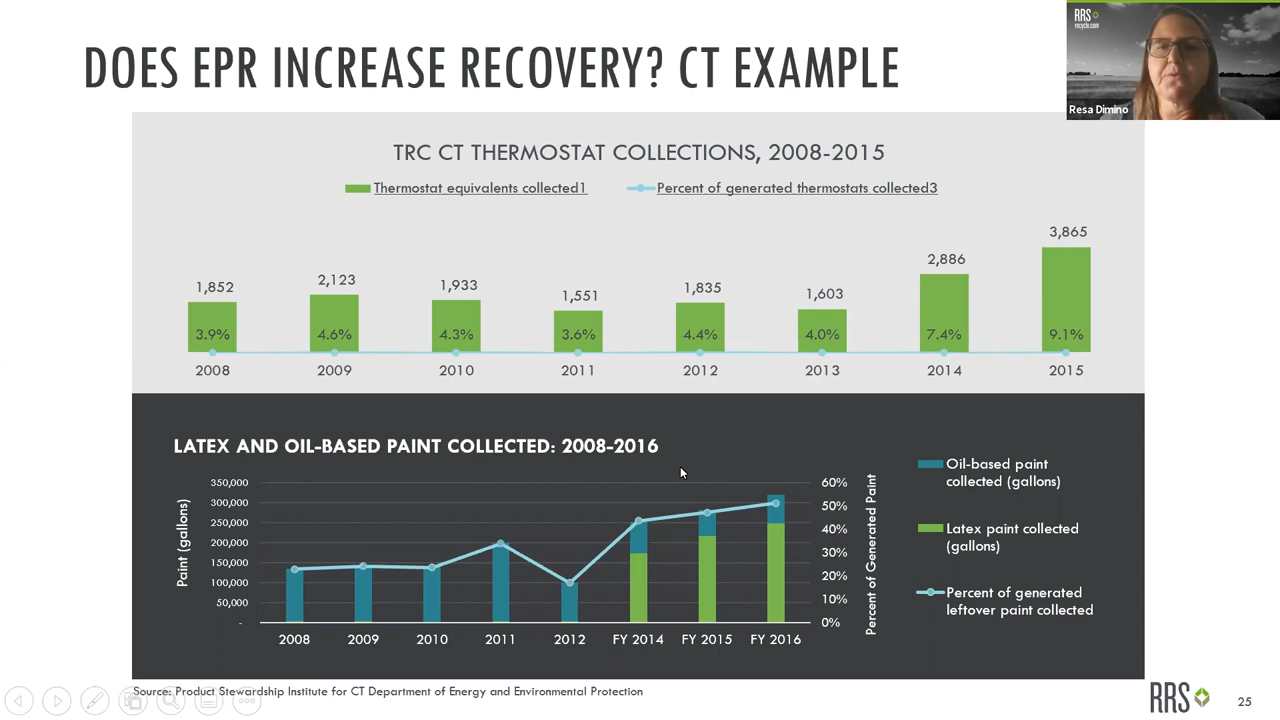 DOES EPR INCREASE RECOVERY? CT EXAMPLE
RRS
recycle.com
Resa Dimino
TRC CT THERMOSTAT COLLECTIONS, 2008-2015
Thermostat equivalents collected1
Percent of generated thermostats collected3
1,852
2,123
1,933
1,551
1,835
1,603
2,886
3,865
3.9%
4.6%
4.3%
3.6%
4.4%
4.0%
7.4%
9.1%
2008
2009
2010
2011
2012
2013
2014
2015
LATEX AND OIL-BASED PAINT COLLECTED: 2008-2016
Paint (gallons)
350,000
300,000
250,000
200,000
150,000
100,000
50,000
-
2008
2009
2010
2011
2012
FY 2014
FY 2015
FY 2016
60%
50%
40%
30%
20%
10%
0%
Percent of Generated Paint
Oil-based paint
collected (gallons)
Latex paint collected
(gallons)
Percent of generated
leftover paint collected
Source: Product Stewardship Institute for CT Department of Energy and Environmental Protection
RRS
25